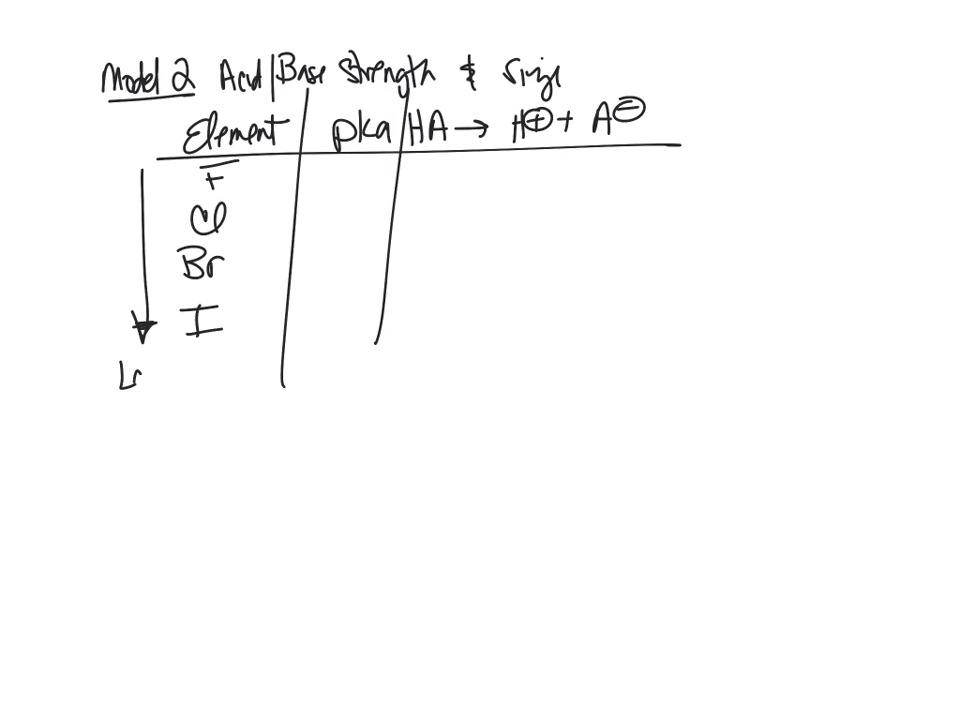 Model 2 Acid/Base Strength & Size
Element pka HA → H⊕ + A⊖
F
Cl
Br
I